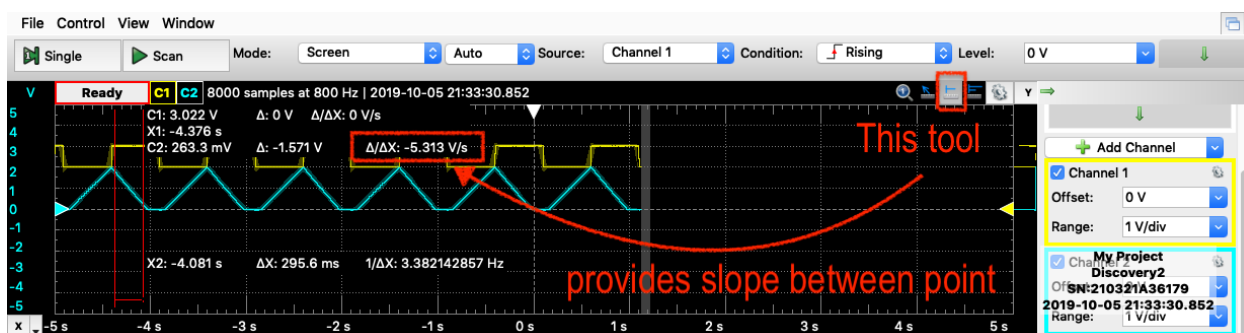 File Control View Window
Single Scan Mode: Screen Auto Source: Channel 1 Condition: Rising Level: 0 V
V Ready C1 C2 8000 samples at 800 Hz | 2019-10-05 21:33:30.852 Y
C1: 3.022 V Δ: 0 V Δ/ΔX: 0 V/s
X1: -4.376 s
C2: 263.3 mV Δ: -1.571 V Δ/ΔX: -5.313 V/s
This tool
X2: -4.081 s ΔX: 295.6 ms 1/ΔX: 3.382142857 Hz
provides slope between point
5
4
3
2
1
0
-1
-2
-3
-4
-5
X -5 s -4 s -3 s -2 s -1 s 0 s 1 s 2 s 3 s 4 s 5 s
Add Channel
Channel 1
Offset: 0 V
Range: 1 V/div
Channel 2
My Project
Discovery2
SN:210321A36179
2019-10-05 21:33:30.852
Range: 1 V/div